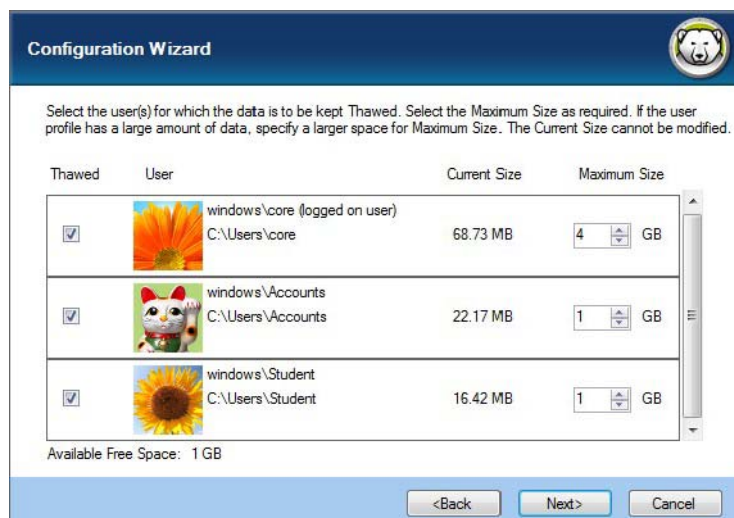 Configuration Wizard
Select the user(s) for which the data is to be kept Thawed. Select the Maximum Size as required. If the user
profile has a large amount of data, specify a larger space for Maximum Size. The Current Size cannot be modified.
Thawed User Current Size Maximum Size
windows\core (logged on user)
C:\Users\core 68.73 MB 4 GB
windows\Accounts
C:\Users\Accounts 22.17 MB 1 GB
windows\Student
C:\Users\Student 16.42 MB 1 GB
Available Free Space: 1 GB
<Back Next> Cancel